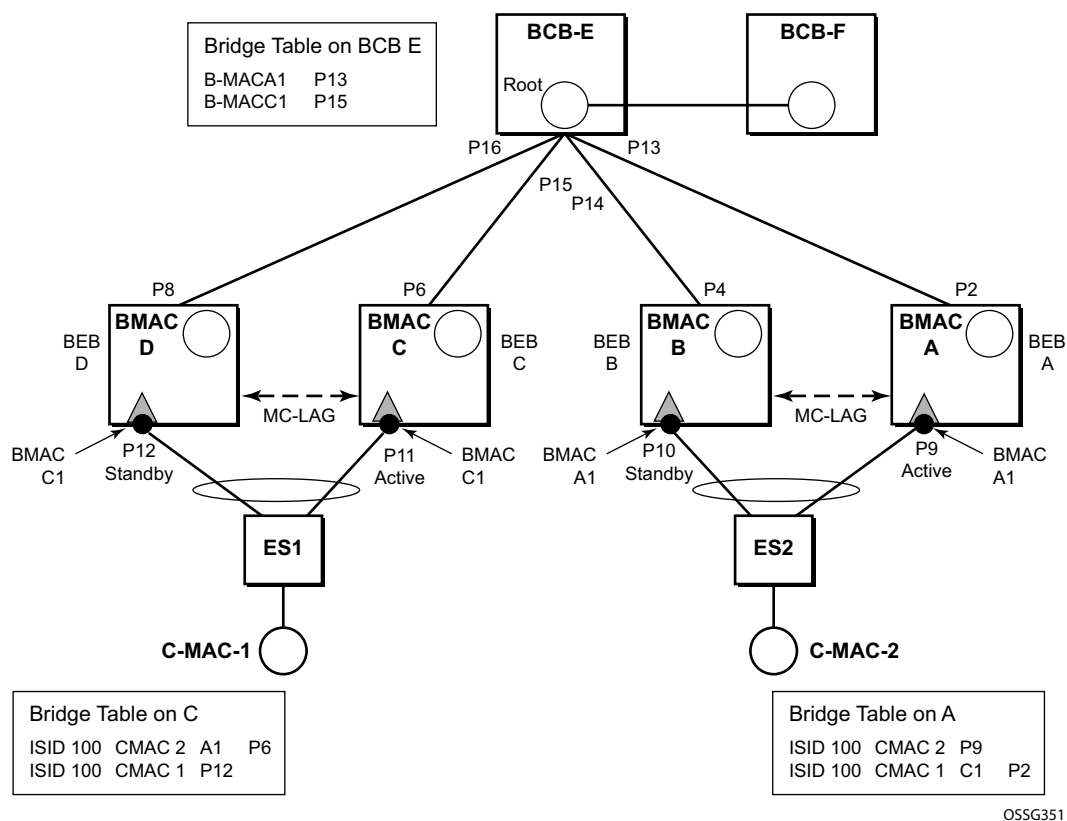 BCB-E
BCB-F
Bridge Table on BCB E
B-MACA1 P13
B-MACC1 P15
Root
P16
P13
P15
P14
P8
P6
P4
P2
BMAC
D
BEB
D
BMAC
C
BEB
C
BEB
B
BMAC
B
BMAC
A
BEB
A
MC-LAG
MC-LAG
BMAC
C1
P12
Standby
P11
Active
BMAC
C1
BMAC
A1
P10
Standby
P9
Active
BMAC
A1
ES1
ES2
C-MAC-1
C-MAC-2
Bridge Table on C
ISID 100 CMAC 2 A1 P6
ISID 100 CMAC 1 P12
Bridge Table on A
ISID 100 CMAC 2 P9
ISID 100 CMAC 1 C1 P2
OSSG351